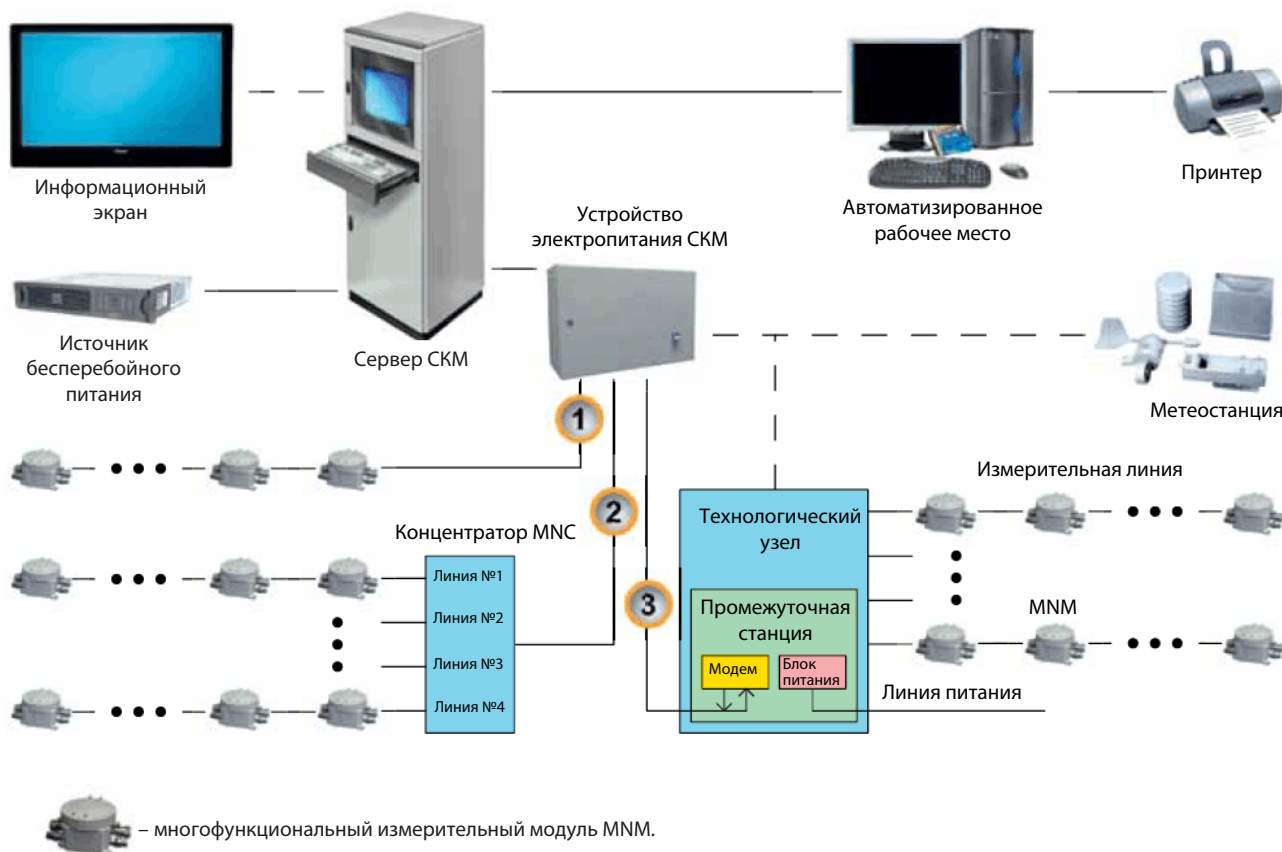 Информационный
экран
Устройство
электропитания СКМ
Автоматизированное
рабочее место
Принтер
Источник
бесперебойного
питания
Сервер СКМ
Метеостанция
1
Измерительная линия
2
Концентратор MNC
Технологический
узел
Линия №1
Линия №2
Линия №3
Линия №4
3
Промежуточная
станция
MNM
Модем
Блок
питания
Линия питания
– многофункциональный измерительный модуль MNM.